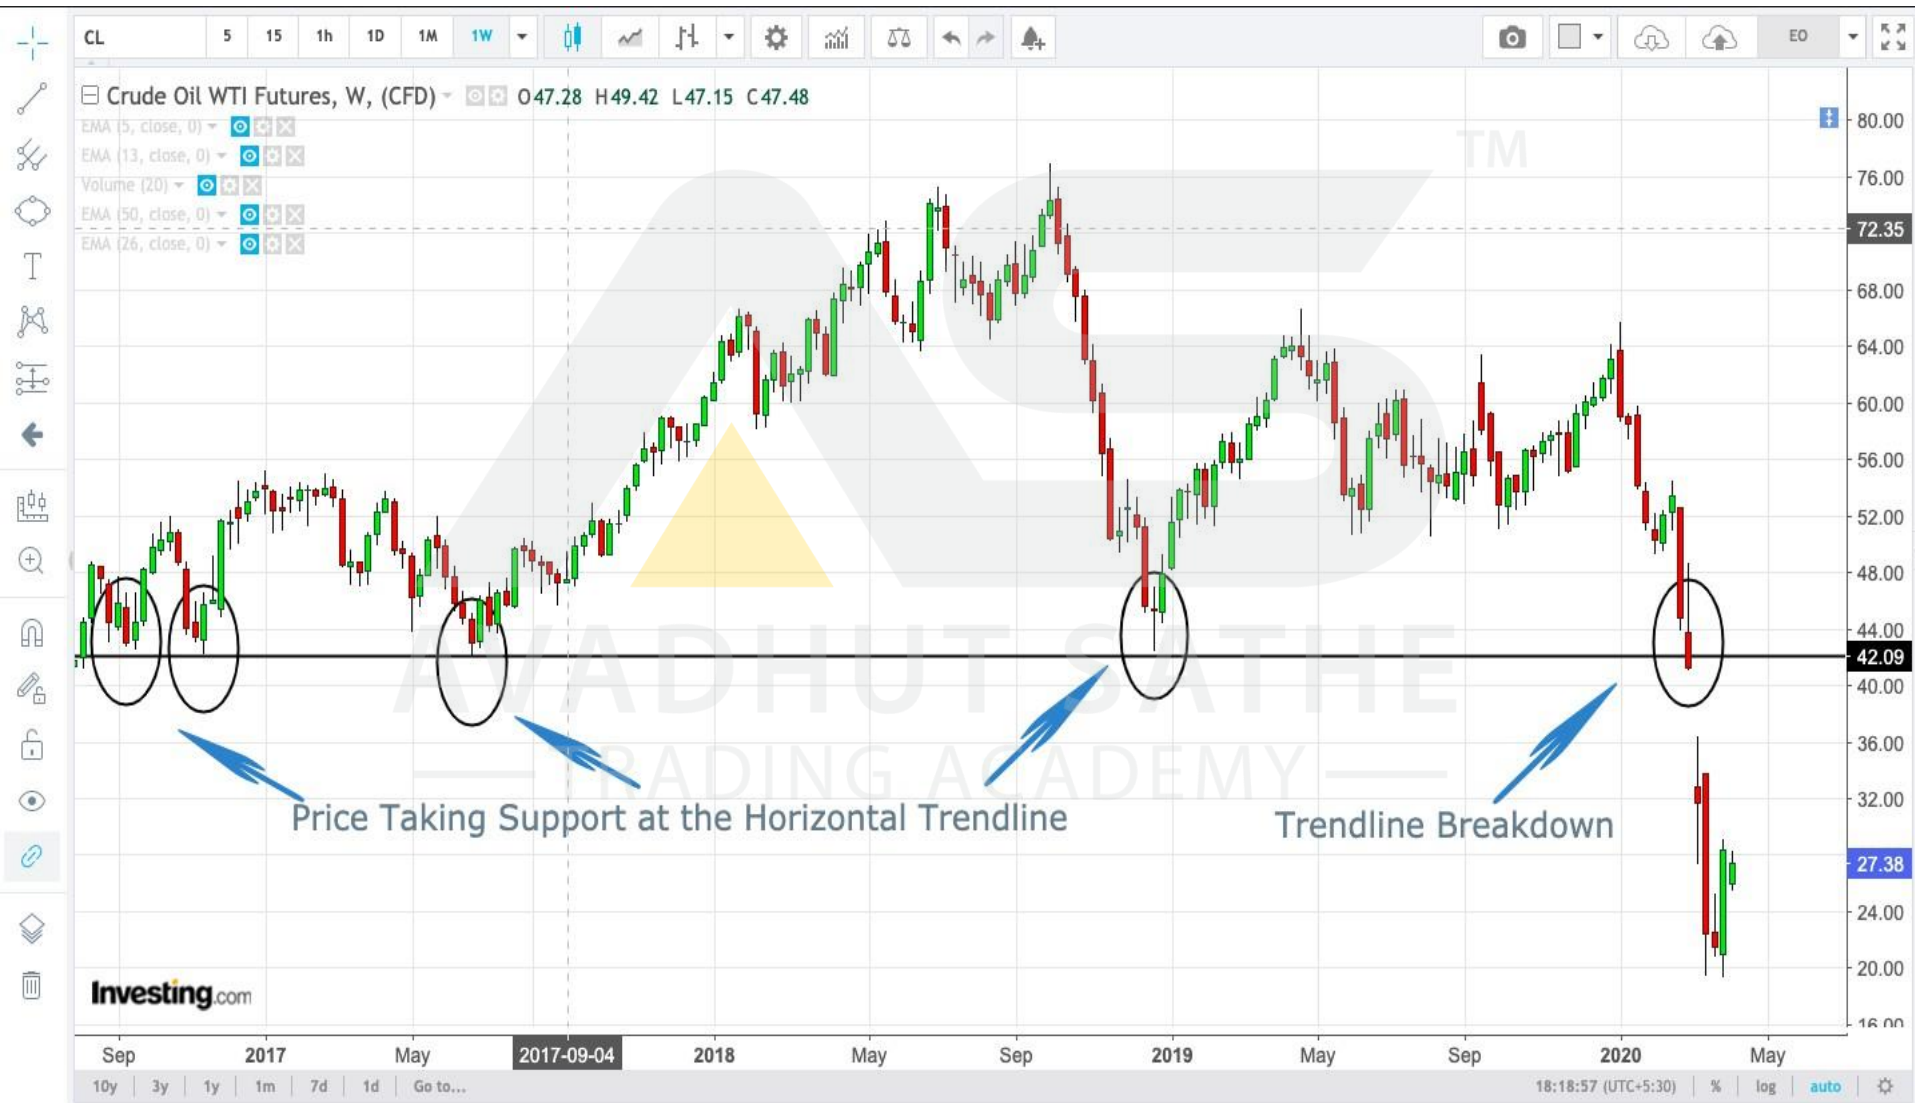 CL 5 15 1h 1D 1M 1W EO
Crude Oil WTI Futures, W, (CFD) O47.28 H49.42 L47.15 C47.48
EMA (5, close, 0)
EMA (13, close, 0)
Volume (20)
EMA (50, close, 0)
EMA (26, close, 0)
TM
80.00
76.00
72.35
68.00
64.00
60.00
56.00
52.00
48.00
44.00
42.09
40.00
36.00
32.00
27.38
24.00
20.00
16.00
AVADHUT SATHE
TRADING ACADEMY
Price Taking Support at the Horizontal Trendline
Trendline Breakdown
Investing.com
Sep 2017 May 2017-09-04 2018 May Sep 2019 May Sep 2020 May
10y 3y 1y 1m 7d 1d Go to... 18:18:57 (UTC+5:30) % log auto